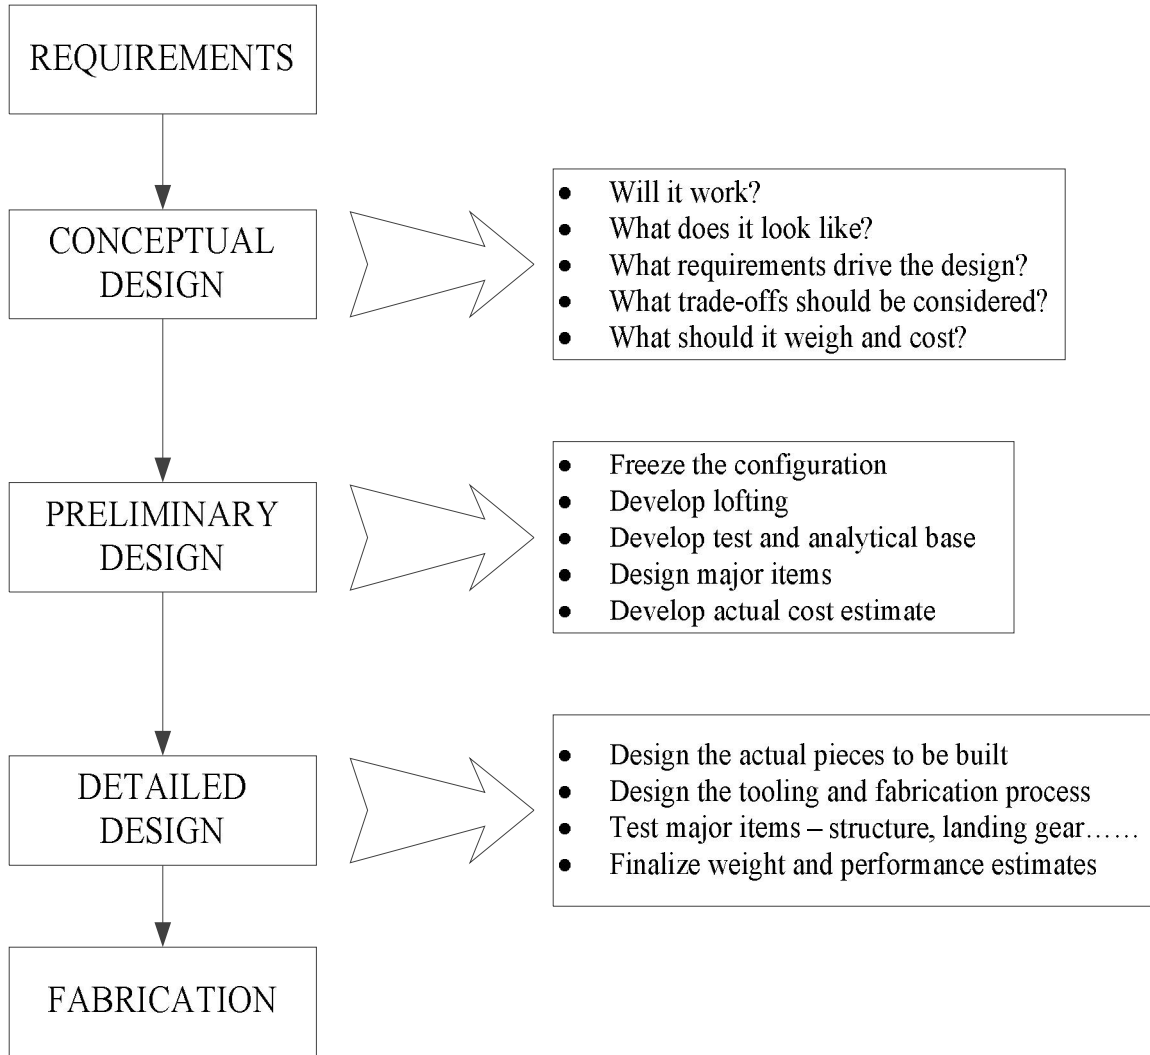 REQUIREMENTS
CONCEPTUAL
DESIGN
• Will it work?
• What does it look like?
• What requirements drive the design?
• What trade-offs should be considered?
• What should it weigh and cost?
PRELIMINARY
DESIGN
• Freeze the configuration
• Develop lofting
• Develop test and analytical base
• Design major items
• Develop actual cost estimate
DETAILED
DESIGN
• Design the actual pieces to be built
• Design the tooling and fabrication process
• Test major items – structure, landing gear……
• Finalize weight and performance estimates
FABRICATION